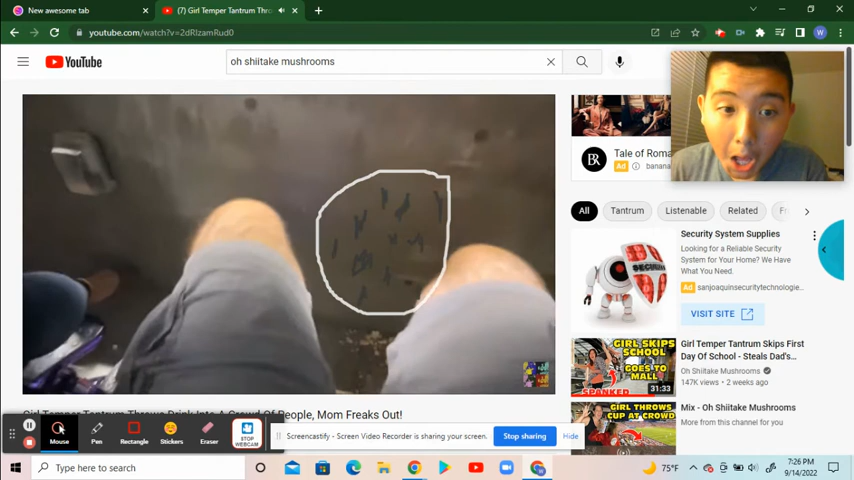 New awesome tab
(7) Girl Temper Tantrum Thro
youtube.com/watch?v=2dRlzamRud0
W
YouTube
oh shiitake mushrooms
BR
Tale of Roma
Ad
banana
All
Tantrum
Listenable
Related
Security System Supplies
Looking for a Reliable Security
System for Your Home? We
Have What You Need.
Ad sanjoaquinsecuritytechnologie...
VISIT SITE
SECURITY
GIRL SKIPS
SCHOOL
GOES TO
MALL
SPANKED
31:33
Girl Temper Tantrum Skips First
Day Of School - Steals Dad's...
Oh Shiitake Mushrooms
147K views • 2 weeks ago
GIRL THROWS
CUP AT CROWD
Mix - Oh Shiitake Mushrooms
More from this channel for you
Girl Temper Tantrum Throws Drink Into A Crowd Of People, Mom Freaks Out!
Mouse
Pen
Rectangle
Stickers
Eraser
STOP
WEBCAM
Screencastify - Screen Video Recorder is sharing your screen.
Stop sharing
Hide
Type here to search
75°F
7:26 PM
9/14/2022